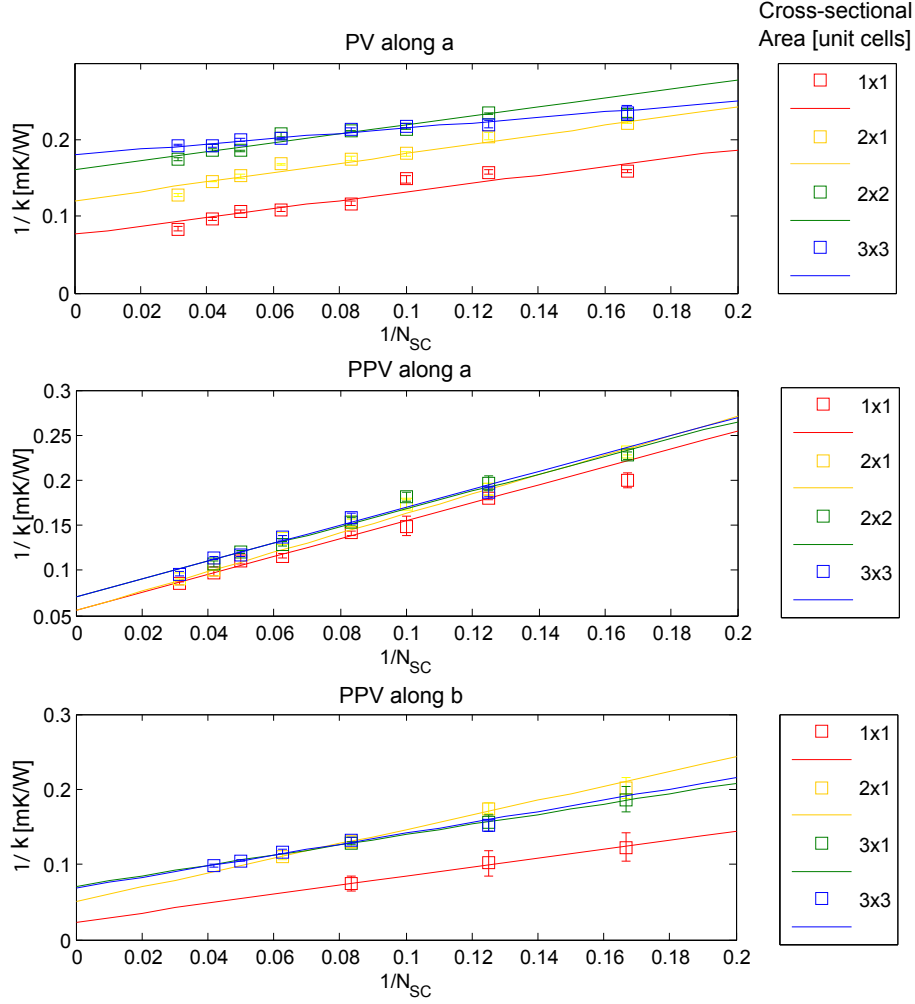 Cross-sectional
Area [unit cells]
PV along a
1/ k [mK/W]
0.2
0.1
0
0 0.02 0.04 0.06 0.08 0.1 0.12 0.14 0.16 0.18 0.2
1/N_SC
1x1
2x1
2x2
3x3
PPV along a
1/ k [mK/W]
0.3
0.25
0.2
0.15
0.1
0.05
0 0.02 0.04 0.06 0.08 0.1 0.12 0.14 0.16 0.18 0.2
1/N_SC
1x1
2x1
2x2
3x3
PPV along b
1/ k [mK/W]
0.3
0.2
0.1
0
0 0.02 0.04 0.06 0.08 0.1 0.12 0.14 0.16 0.18 0.2
1/N_SC
1x1
2x1
3x1
3x3